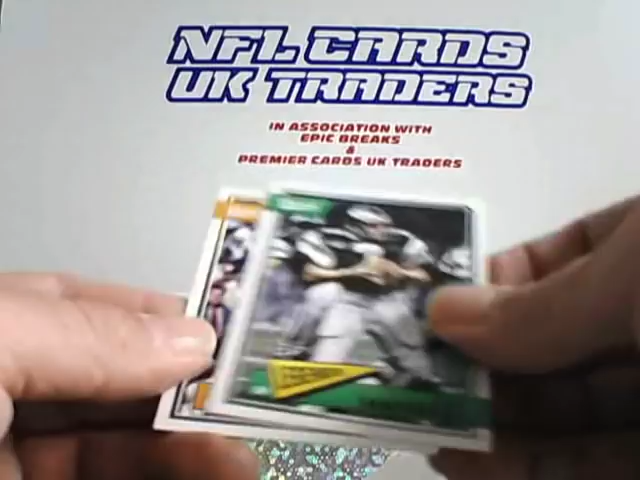 NFL CARDS
UK TRADERS
IN ASSOCIATION WITH
EPIC BREAKS
&
PREMIER CARDS UK TRADERS